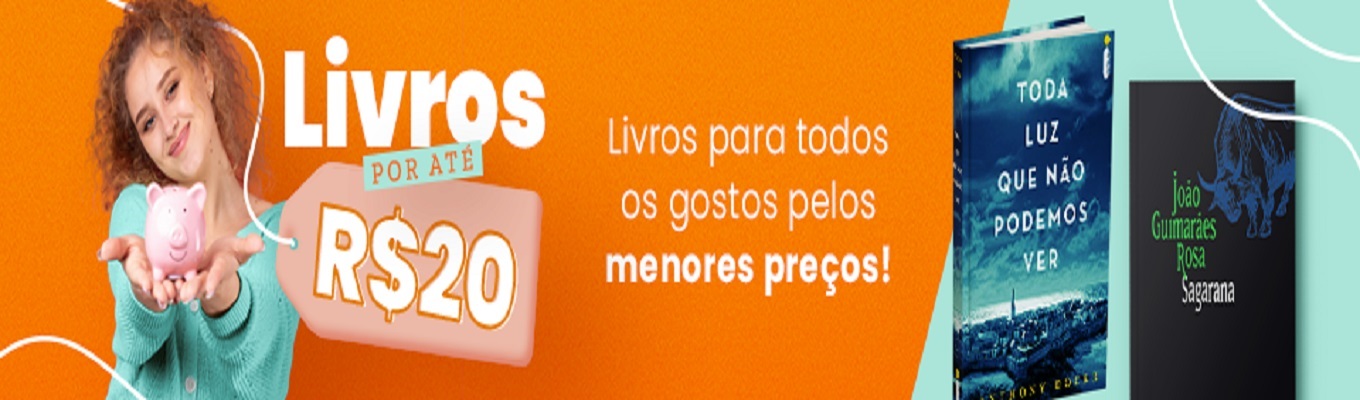 Livros
POR ATÉ
R$20
Livros para todos
os gostos pelos
menores preços!
TODA
LUZ
QUE NÃO
PODEMOS
VER
João
Guimarães
Rosa
Sagarana